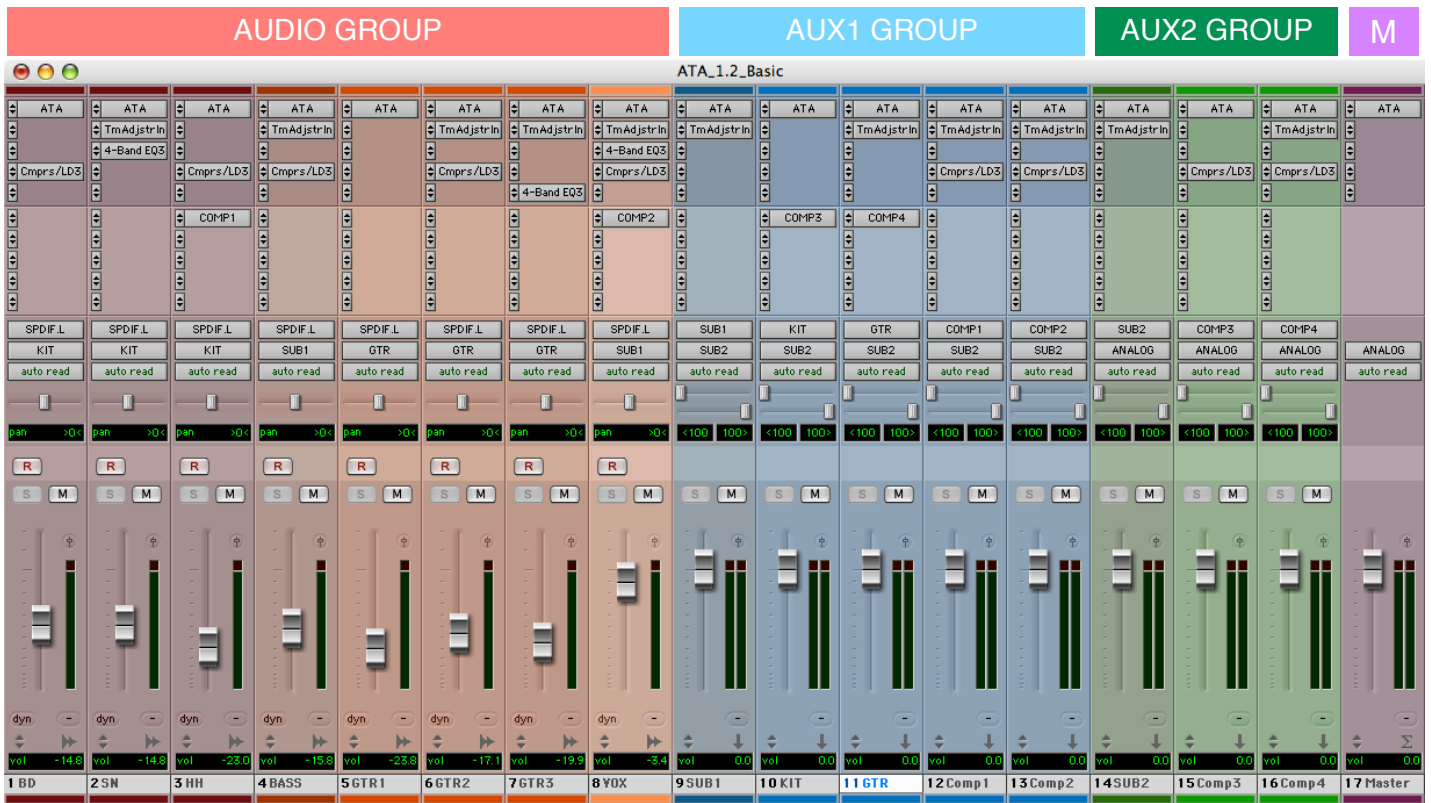 AUDIO GROUP AUX1 GROUP AUX2 GROUP M
ATA_1.2_Basic
ATA ATA ATA ATA ATA ATA ATA ATA ATA ATA ATA ATA ATA ATA ATA ATA ATA
TmAdjstrIn TmAdjstrIn TmAdjstrIn TmAdjstrIn TmAdjstrIn TmAdjstrIn TmAdjstrIn TmAdjstrIn TmAdjstrIn TmAdjstrIn TmAdjstrIn
4-Band EQ3 4-Band EQ3
Cmprs/LD3 Cmprs/LD3 Cmprs/LD3 Cmprs/LD3 Cmprs/LD3 Cmprs/LD3 Cmprs/LD3 Cmprs/LD3 Cmprs/LD3
4-Band EQ3
COMP1 COMP2 COMP3 COMP4
SPDIF.L SPDIF.L SPDIF.L SPDIF.L SPDIF.L SPDIF.L SPDIF.L SPDIF.L SUB1 KIT GTR COMP1 COMP2 SUB2 COMP3 COMP4
KIT KIT KIT SUB1 GTR GTR GTR SUB1 SUB2 SUB2 SUB2 SUB2 SUB2 ANALOG ANALOG ANALOG ANALOG
auto read auto read auto read auto read auto read auto read auto read auto read auto read auto read auto read auto read auto read auto read auto read auto read auto read
pan >0< pan >0< pan >0< pan >0< pan >0< pan >0< pan >0< pan >0< <100 100> <100 100> <100 100> <100 100> <100 100> <100 100> <100 100> <100 100>
R R R R R R R R
S M S M S M S M S M S M S M S M S M S M S M S M S M S M S M S M
dyn dyn dyn dyn dyn dyn dyn dyn
Σ
vol -14.8 vol -14.8 vol -23.0 vol -15.8 vol -23.8 vol -17.1 vol -19.9 vol -3.4 vol 0.0 vol 0.0 vol 0.0 vol 0.0 vol 0.0 vol 0.0 vol 0.0 vol 0.0 vol 0.0
1 BD 2 SN 3 HH 4 BASS 5 GTR1 6 GTR2 7 GTR3 8 VOX 9 SUB1 10 KIT 11 GTR 12 Comp1 13 Comp2 14 SUB2 15 Comp3 16 Comp4 17 Master